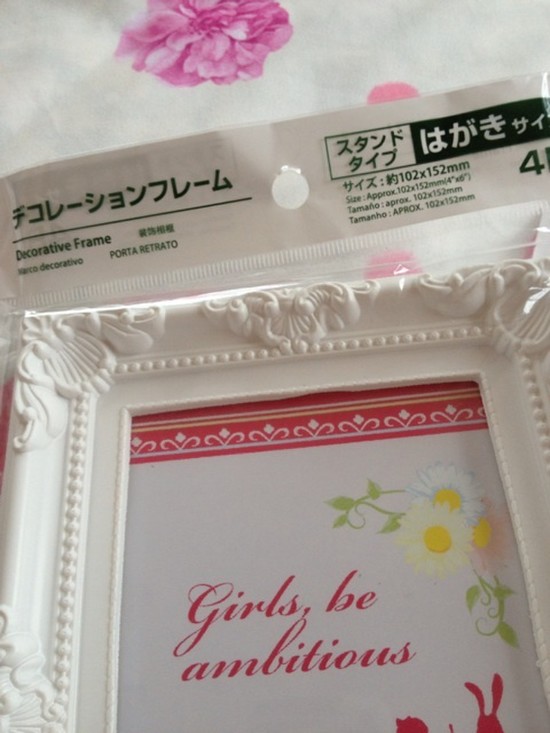 デコレーションフレーム
Decorative Frame
装飾相框
Marco decorativo
PORTA RETRATO
スタンド
タイプ
はがき
サイズ:約102x152mm
Size : Approx.102x152mm(4"x6")
Tamaño : aprox. 102x152mm
Tamanho : APROX. 102x152mm
Girls, be
ambitious